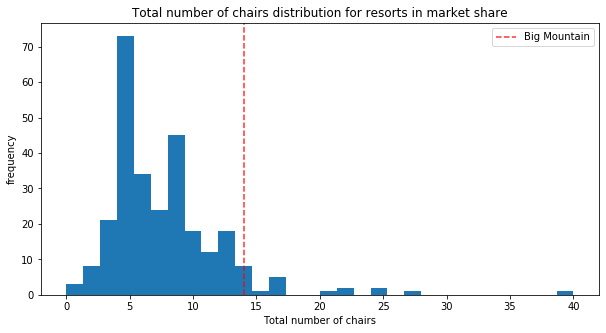 Total number of chairs distribution for resorts in market share
Big Mountain
70
60
50
40
30
20
10
0
frequency
0 5 10 15 20 25 30 35 40
Total number of chairs